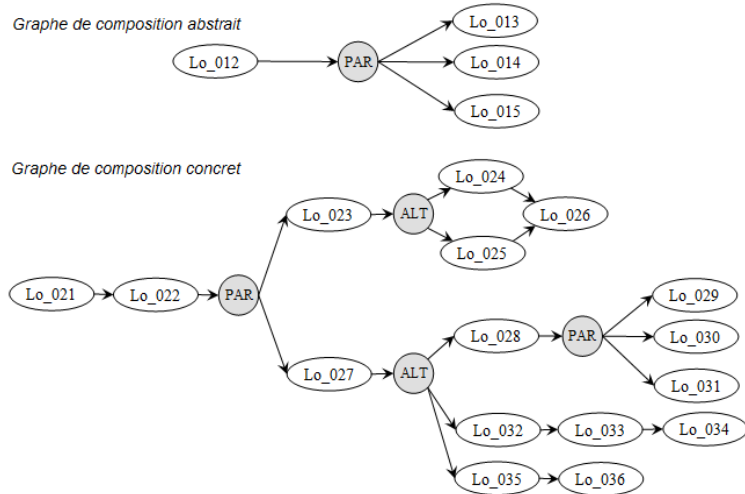 Graphe de composition abstrait
Lo_013
Lo_012
PAR
Lo_014
Lo_015
Graphe de composition concret
Lo_024
Lo_023
ALT
Lo_026
Lo_025
Lo_021
Lo_022
PAR
Lo_029
Lo_028
PAR
Lo_030
Lo_027
ALT
Lo_031
Lo_032
Lo_033
Lo_034
Lo_035
Lo_036